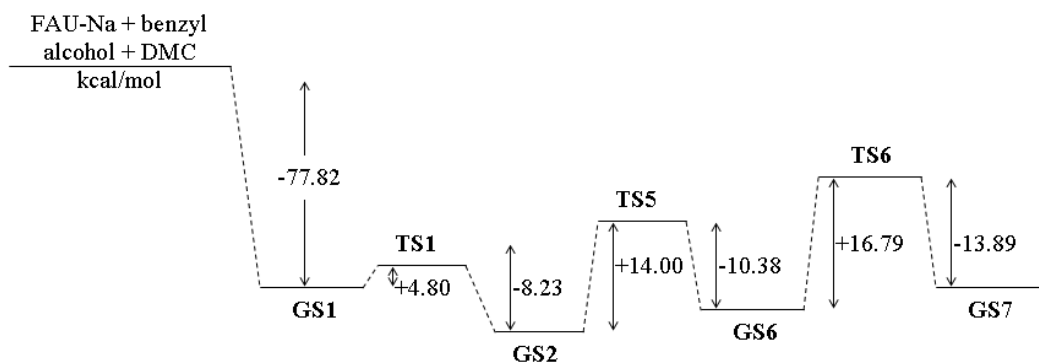 FAU-Na + benzyl
alcohol + DMC
kcal/mol
-77.82
GS1
TS1
+4.80
-8.23
GS2
TS5
+14.00
-10.38
GS6
TS6
+16.79
-13.89
GS7